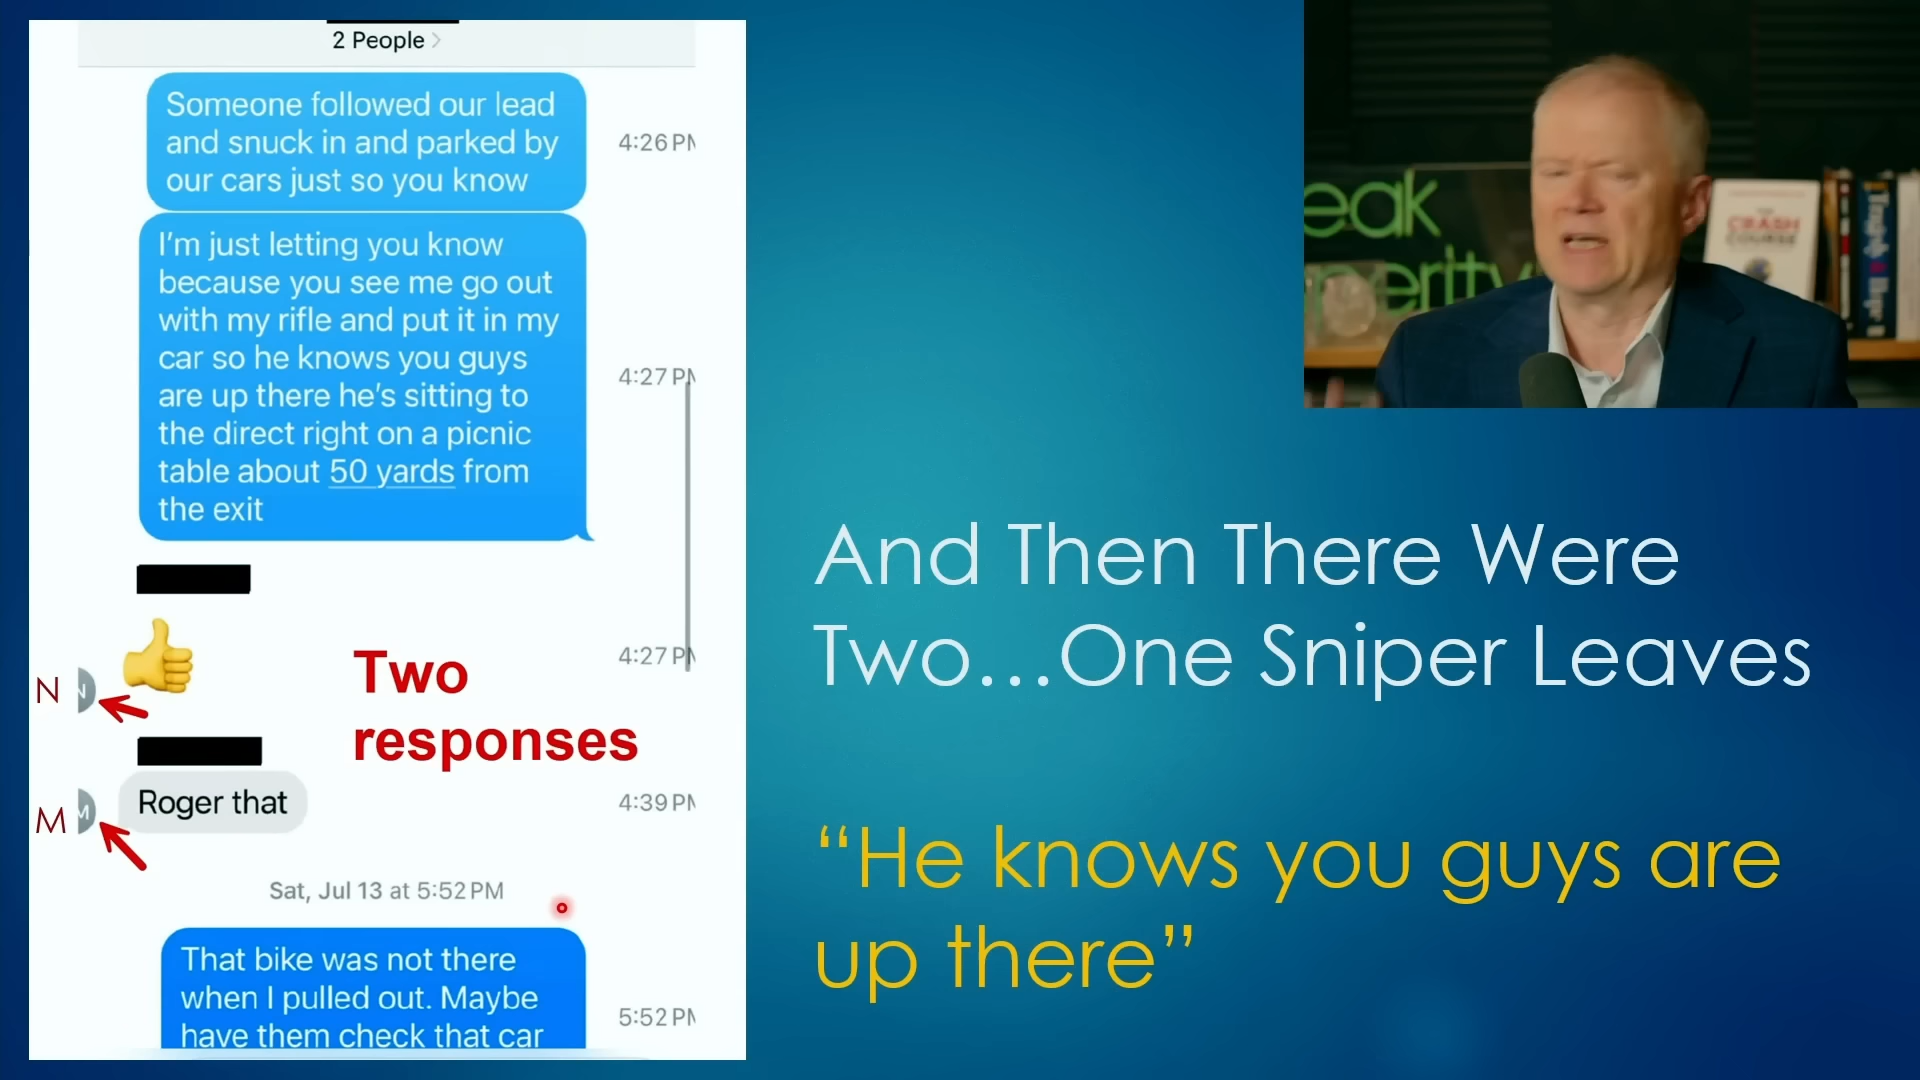 2 People
Someone followed our lead
and snuck in and parked by
our cars just so you know
4:26 PM
I'm just letting you know
because you see me go out
with my rifle and put it in my
car so he knows you guys
are up there he's sitting to
the direct right on a picnic
table about 50 yards from
the exit
4:27 PM
4:27 PM
N
N
Two
responses
M
M
Roger that
4:39 PM
Sat, Jul 13 at 5:52 PM
That bike was not there
when I pulled out. Maybe
have them check that car
5:52 PM
eak
perity
CRASH
COURSE
And Then There Were
Two...One Sniper Leaves
“He knows you guys are
up there”